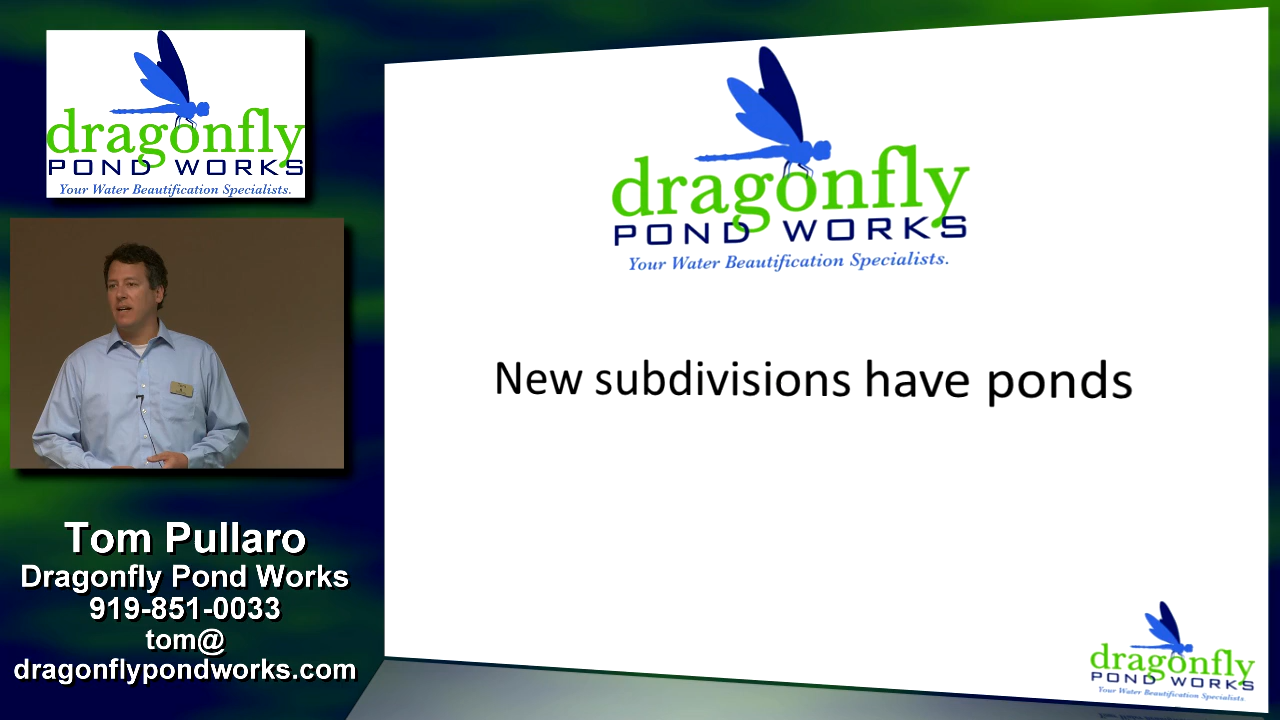 dragonfly
POND WORKS
Your Water Beautification Specialists.
Tom Pullaro
Dragonfly Pond Works
919-851-0033
tom@
dragonflypondworks.com
dragonfly
POND WORKS
Your Water Beautification Specialists.
New subdivisions have ponds
dragonfly
POND WORKS
Your Water Beautification Specialists.